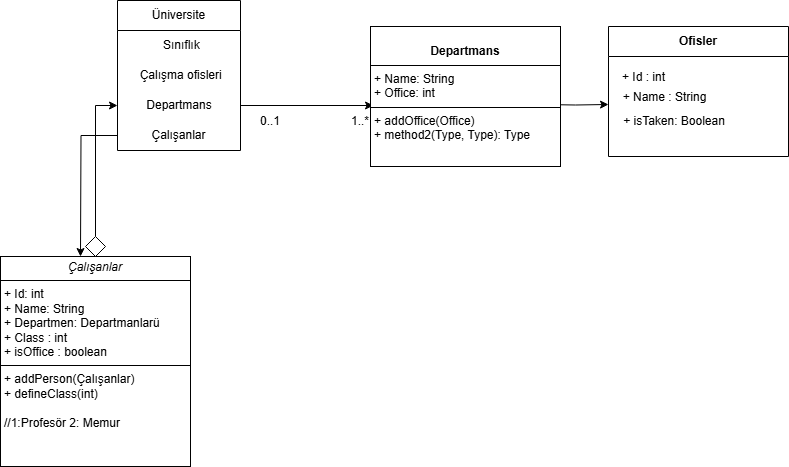 Üniversite
Sınıflık
Çalışma ofisleri
Departmans
Çalışanlar
0..1
1..*
Departmans
+ Name: String
+ Office: int
+ addOffice(Office)
+ method2(Type, Type): Type
Ofisler
+ Id : int
+ Name : String
+ isTaken: Boolean
Çalışanlar
+ Id: int
+ Name: String
+ Departmen: Departmanlarü
+ Class : int
+ isOffice : boolean
+ addPerson(Çalışanlar)
+ defineClass(int)
//1:Profesör 2: Memur